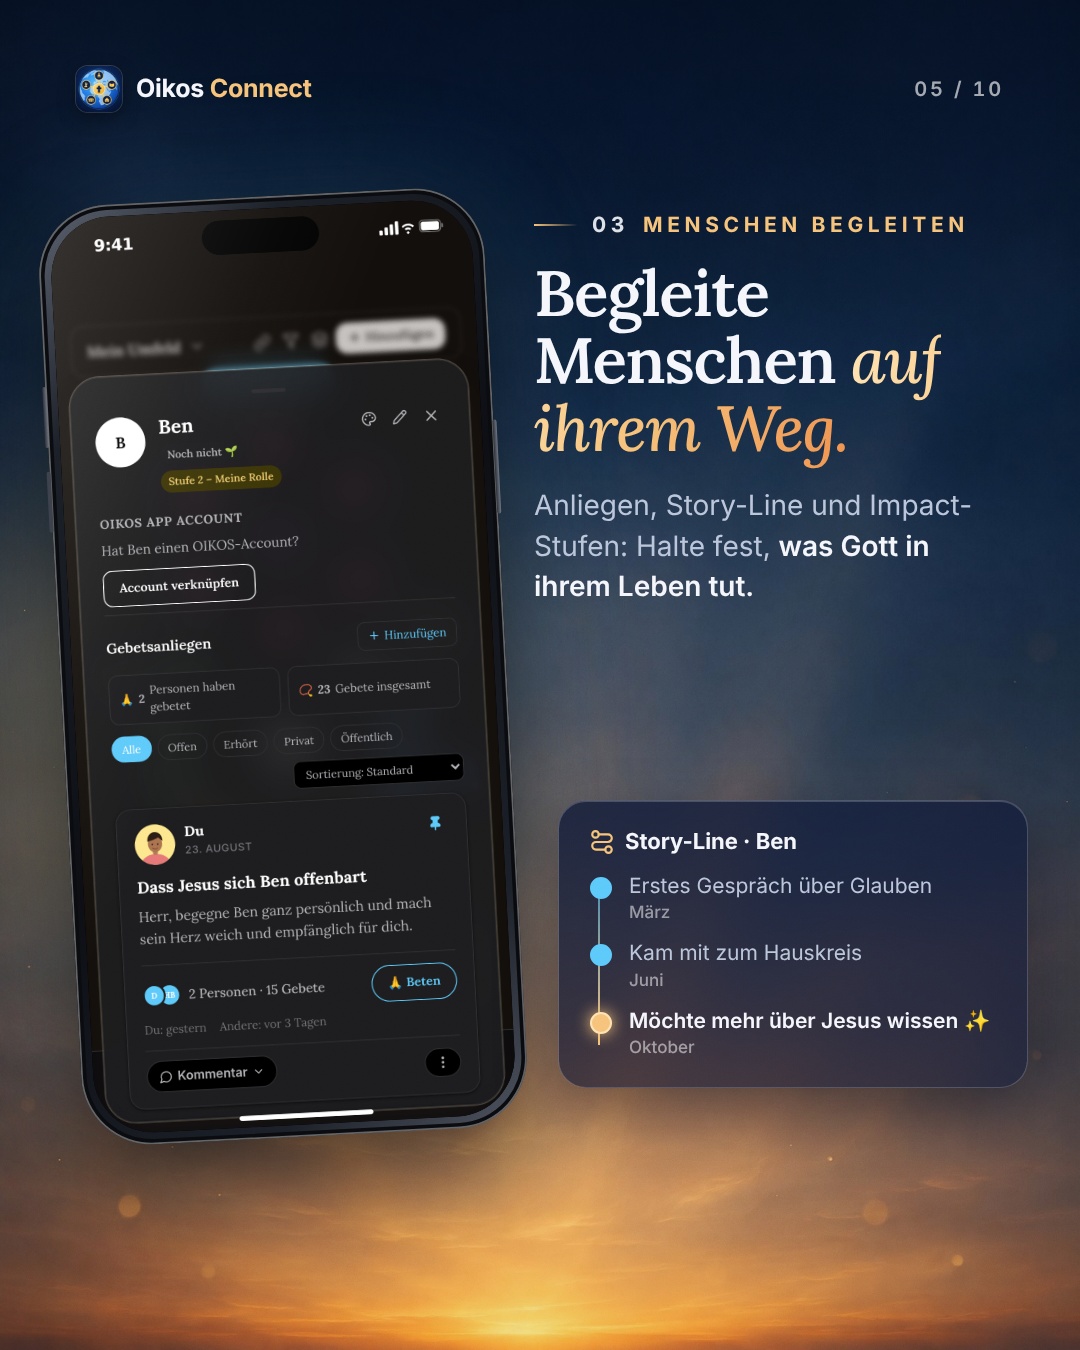 Oikos Connect
05 / 10
03 MENSCHEN BEGLEITEN
Begleite
Menschen auf
ihrem Weg.
Anliegen, Story-Line und Impact-
Stufen: Halte fest, was Gott in
ihrem Leben tut.
9:41
Mein Umfeld
+ Hinzufügen
B
Ben
Noch nicht 🌱
Stufe 2 – Meine Rolle
OIKOS APP ACCOUNT
Hat Ben einen OIKOS-Account?
Account verknüpfen
Gebetsanliegen
+ Hinzufügen
🙏 2 Personen haben
gebetet
📿 23 Gebete insgesamt
Alle Offen Erhört Privat Öffentlich
Sortierung: Standard
Du
23. AUGUST
Dass Jesus sich Ben offenbart
Herr, begegne Ben ganz persönlich und mach
sein Herz weich und empfänglich für dich.
D HB 2 Personen · 15 Gebete
🙏 Beten
Du: gestern Andere: vor 3 Tagen
Kommentar
Story-Line · Ben
Erstes Gespräch über Glauben
März
Kam mit zum Hauskreis
Juni
Möchte mehr über Jesus wissen ✨
Oktober